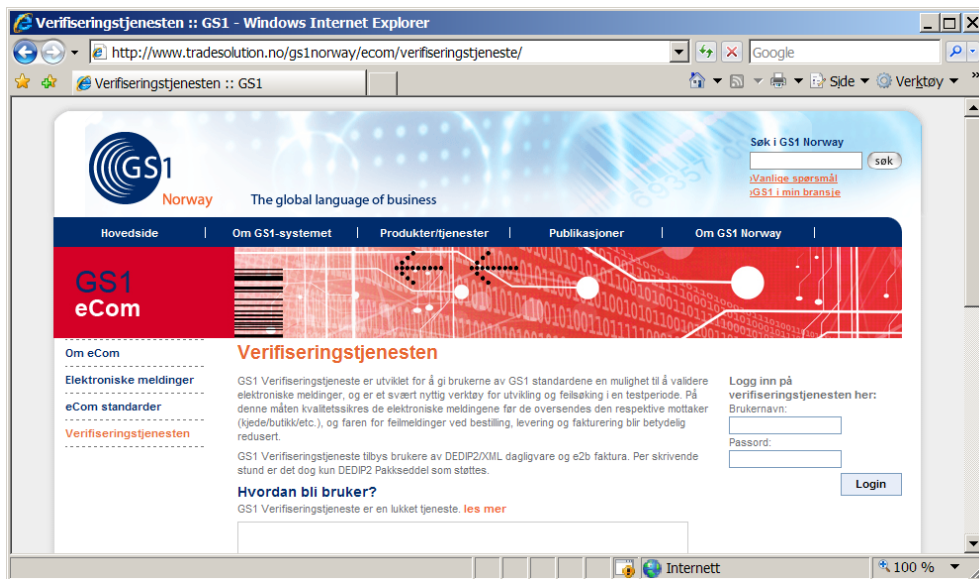 Verifiseringstjenesten :: GS1 - Windows Internet Explorer
http://www.tradesolution.no/gs1norway/ecom/verifiseringstjeneste/
Google
Verifiseringstjenesten :: GS1
Side
Verktøy
»
GS1
Norway
The global language of business
Søk i GS1 Norway
søk
›Vanlige spørsmål
›GS1 i min bransje
Hovedside | Om GS1-systemet | Produkter/tjenester | Publikasjoner | Om GS1 Norway |
GS1
eCom
Om eCom
Elektroniske meldinger
eCom standarder
Verifiseringstjenesten
Verifiseringstjenesten
GS1 Verifiseringstjeneste er utviklet for å gi brukerne av GS1 standardene en mulighet til å validere
elektroniske meldinger, og er et svært nyttig verktøy for utvikling og feilsøking i en testperiode. På
denne måten kvalitetssikres de elektroniske meldingene før de oversendes den respektive mottaker
(kjede/butikk/etc.), og faren for feilmeldinger ved bestilling, levering og fakturering blir betydelig
redusert.
GS1 Verifiseringstjeneste tilbys brukere av DEDIP2/XML dagligvare og e2b faktura. Per skrivende
stund er det dog kun DEDIP2 Pakkseddel som støttes.
Hvordan bli bruker?
GS1 Verifiseringstjeneste er en lukket tjeneste. les mer
Logg inn på
verifiseringstjenesten her:
Brukernavn:
Passord:
Login
Internett
100 %